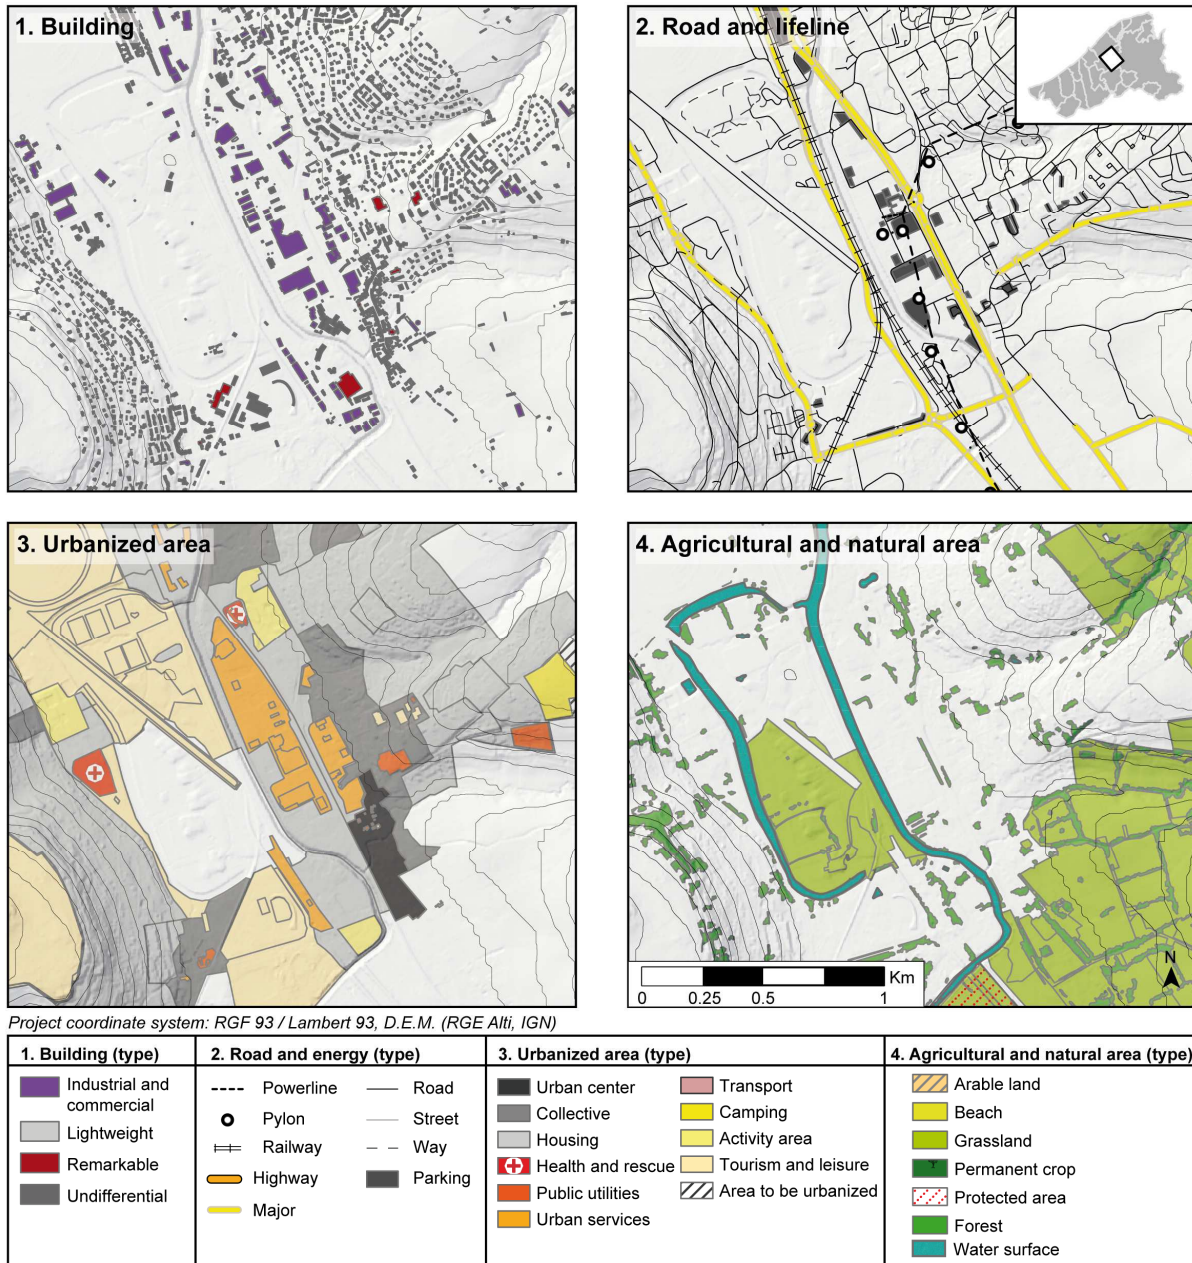 1. Building
2. Road and lifeline
3. Urbanized area
4. Agricultural and natural area
N
Km
0 0.25 0.5 1
Project coordinate system: RGF 93 / Lambert 93, D.E.M. (RGE Alti, IGN)
1. Building (type)
Industrial and
commercial
Lightweight
Remarkable
Undifferential
2. Road and energy (type)
Powerline
Pylon
Railway
Highway
Major
Road
Street
Way
Parking
3. Urbanized area (type)
Urban center
Collective
Housing
Health and rescue
Public utilities
Urban services
Transport
Camping
Activity area
Tourism and leisure
Area to be urbanized
4. Agricultural and natural area (type)
Arable land
Beach
Grassland
Permanent crop
Protected area
Forest
Water surface